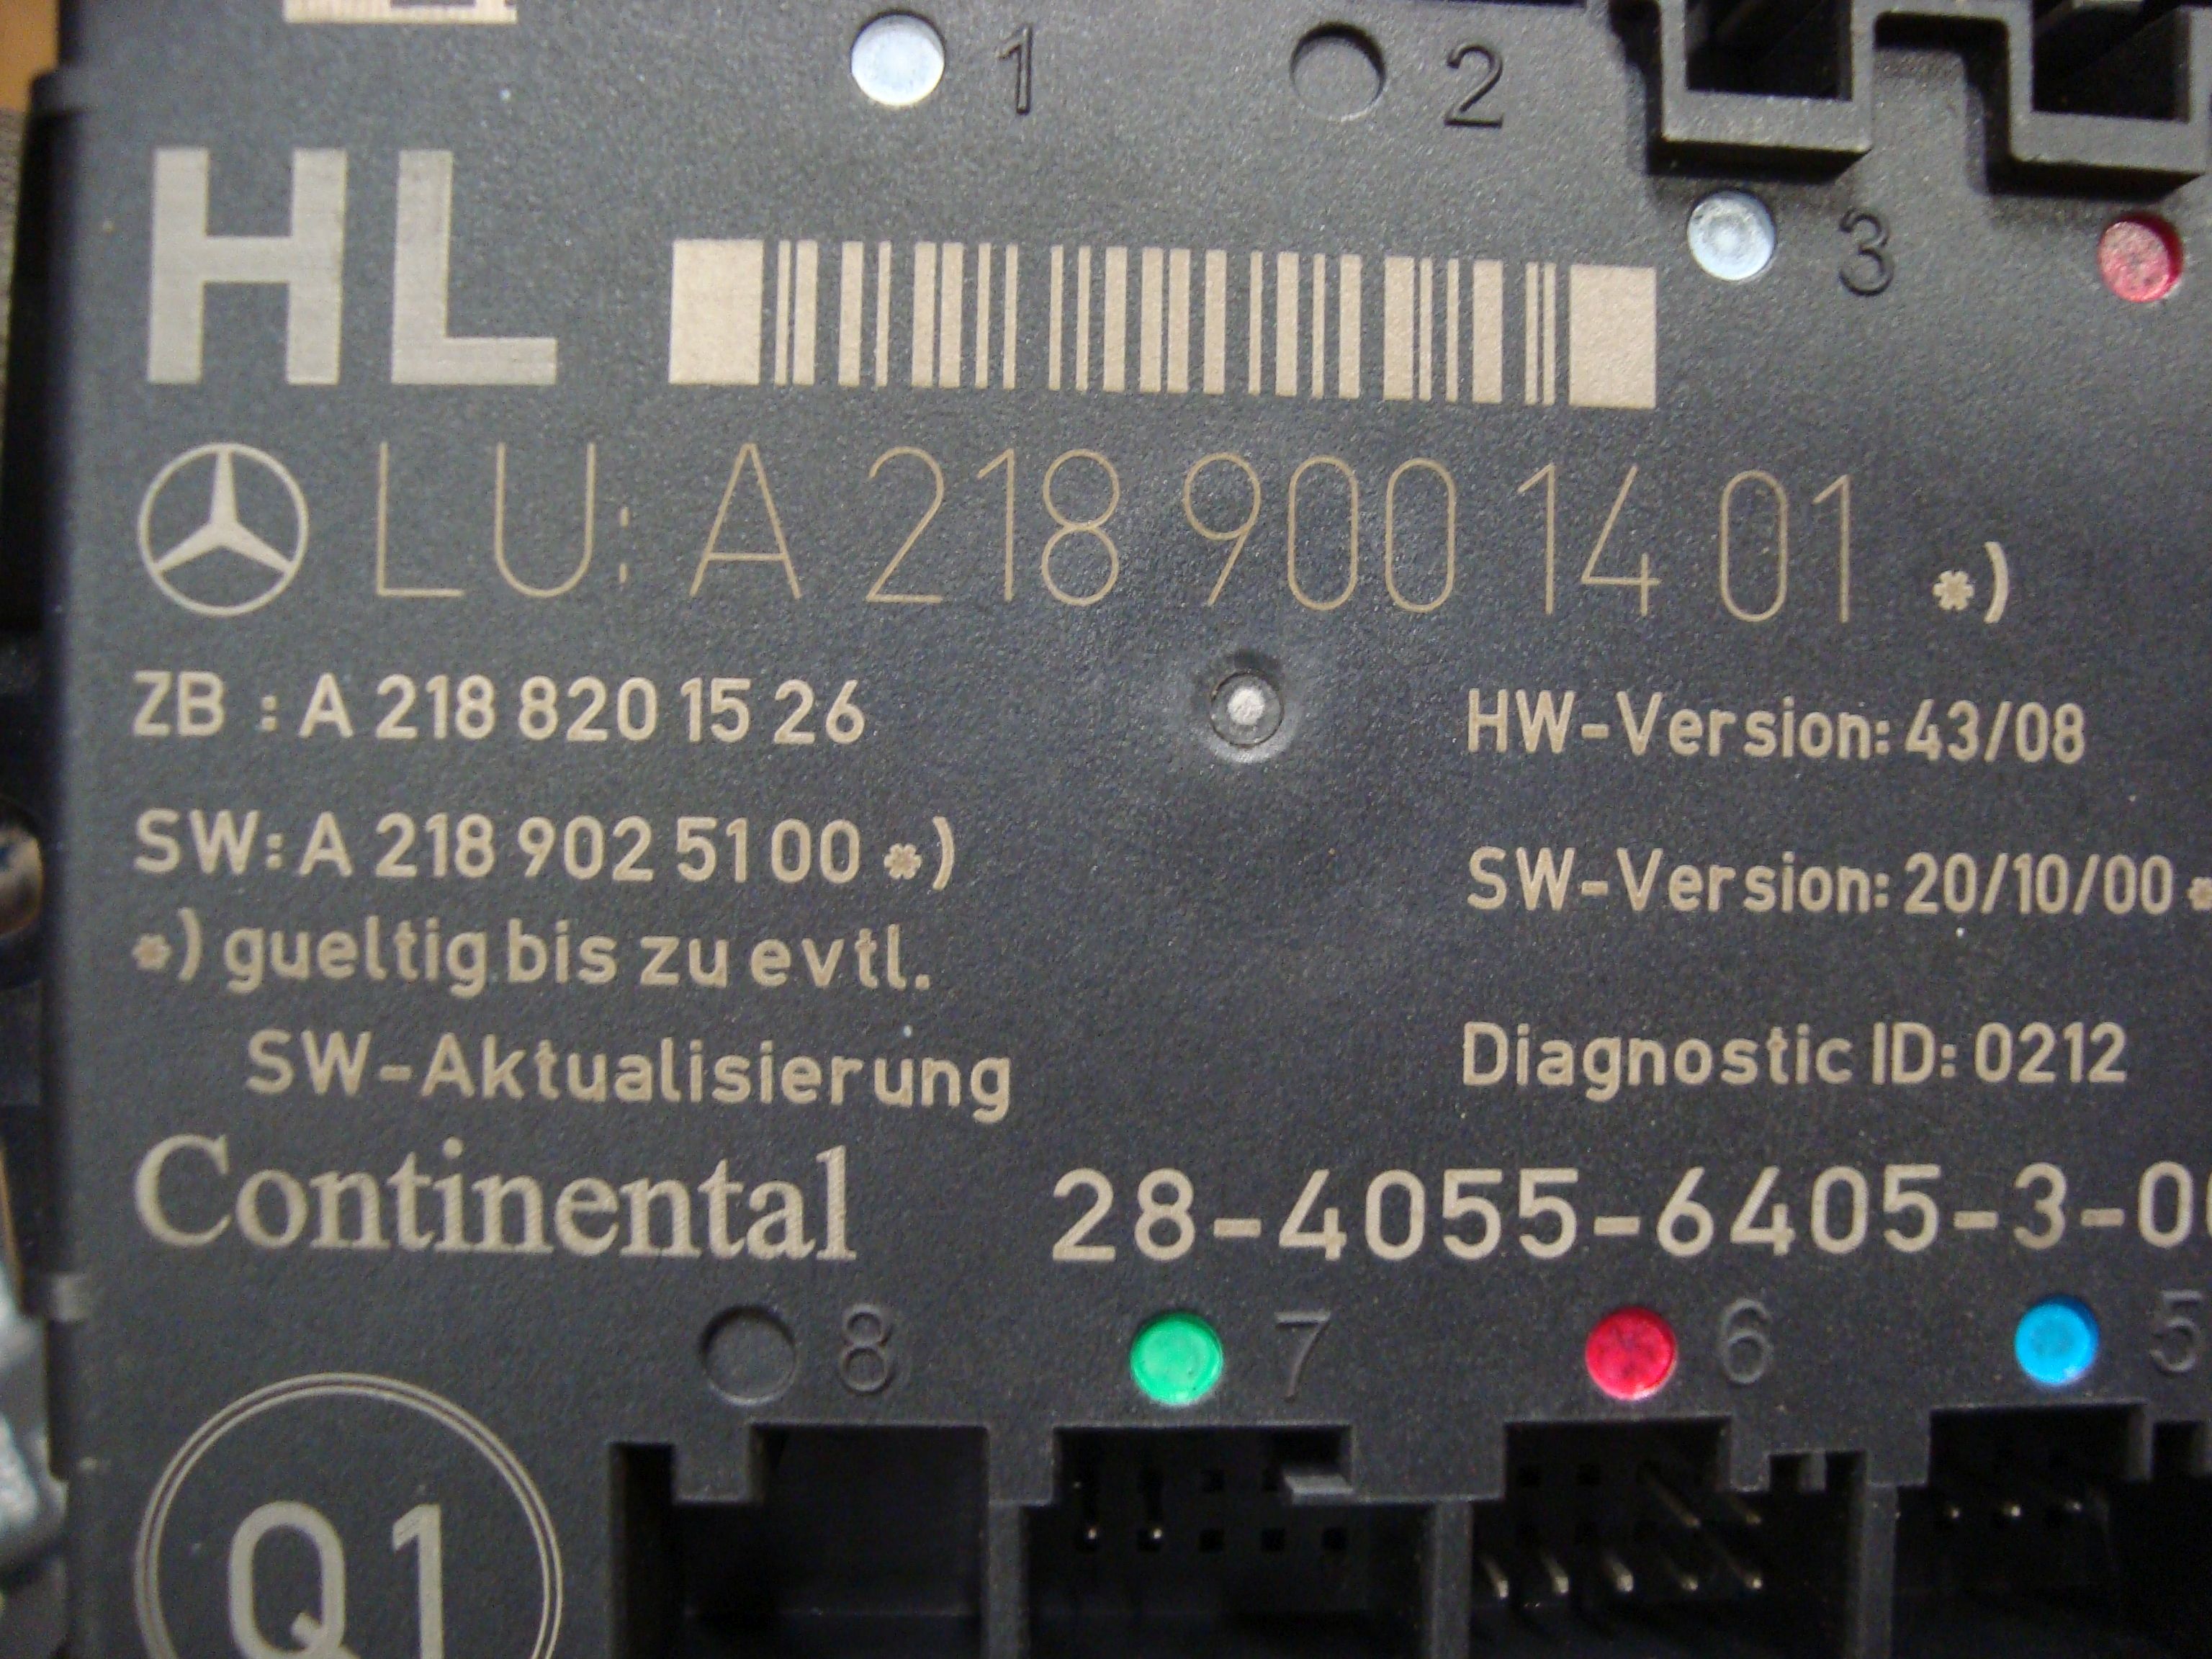 1 2
3
HL
LU: A 218 900 14 01 *)
ZB : A 218 820 15 26
HW-Version: 43/08
SW: A 218 902 51 00 *)
SW-Version: 20/10/00 *
*) gueltig bis zu evtl.
SW-Aktualisierung
Diagnostic ID: 0212
Continental 28-4055-6405-3-0
8 7 6 5
Q1